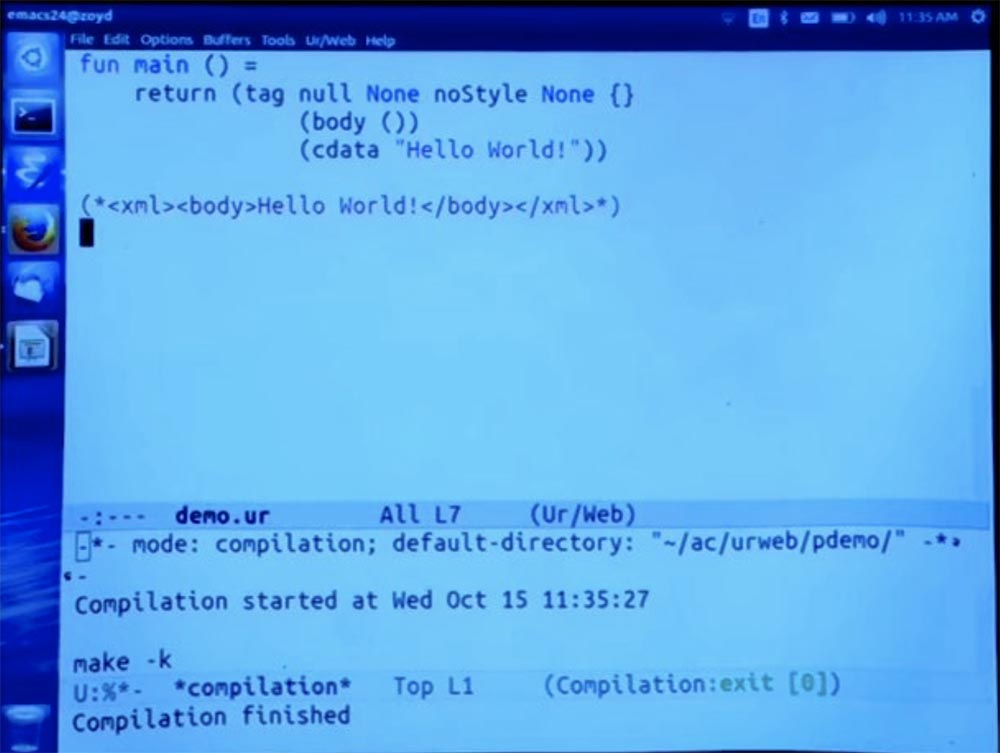 emacs24@zoyd
En 11:35 AM
File Edit Options Buffers Tools Ur/Web Help
fun main () =
    return (tag null None noStyle None {}
                (body ())
                (cdata "Hello World!"))
(*<xml><body>Hello World!</body></xml>*)
-:--- demo.ur All L7 (Ur/Web)
-*- mode: compilation; default-directory: "~/ac/urweb/pdemo/" -*
-
Compilation started at Wed Oct 15 11:35:27
make -k
U:%*- *compilation* Top L1 (Compilation:exit [0])
Compilation finished